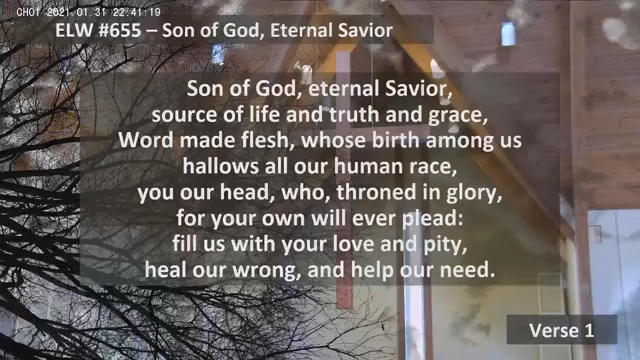 CH01 2021.01.31 22:41:19
ELW #655 – Son of God, Eternal Savior
Son of God, eternal Savior,
source of life and truth and grace,
Word made flesh, whose birth among us
hallows all our human race,
you our head, who, throned in glory,
for your own will ever plead:
fill us with your love and pity,
heal our wrong, and help our need.
Verse 1